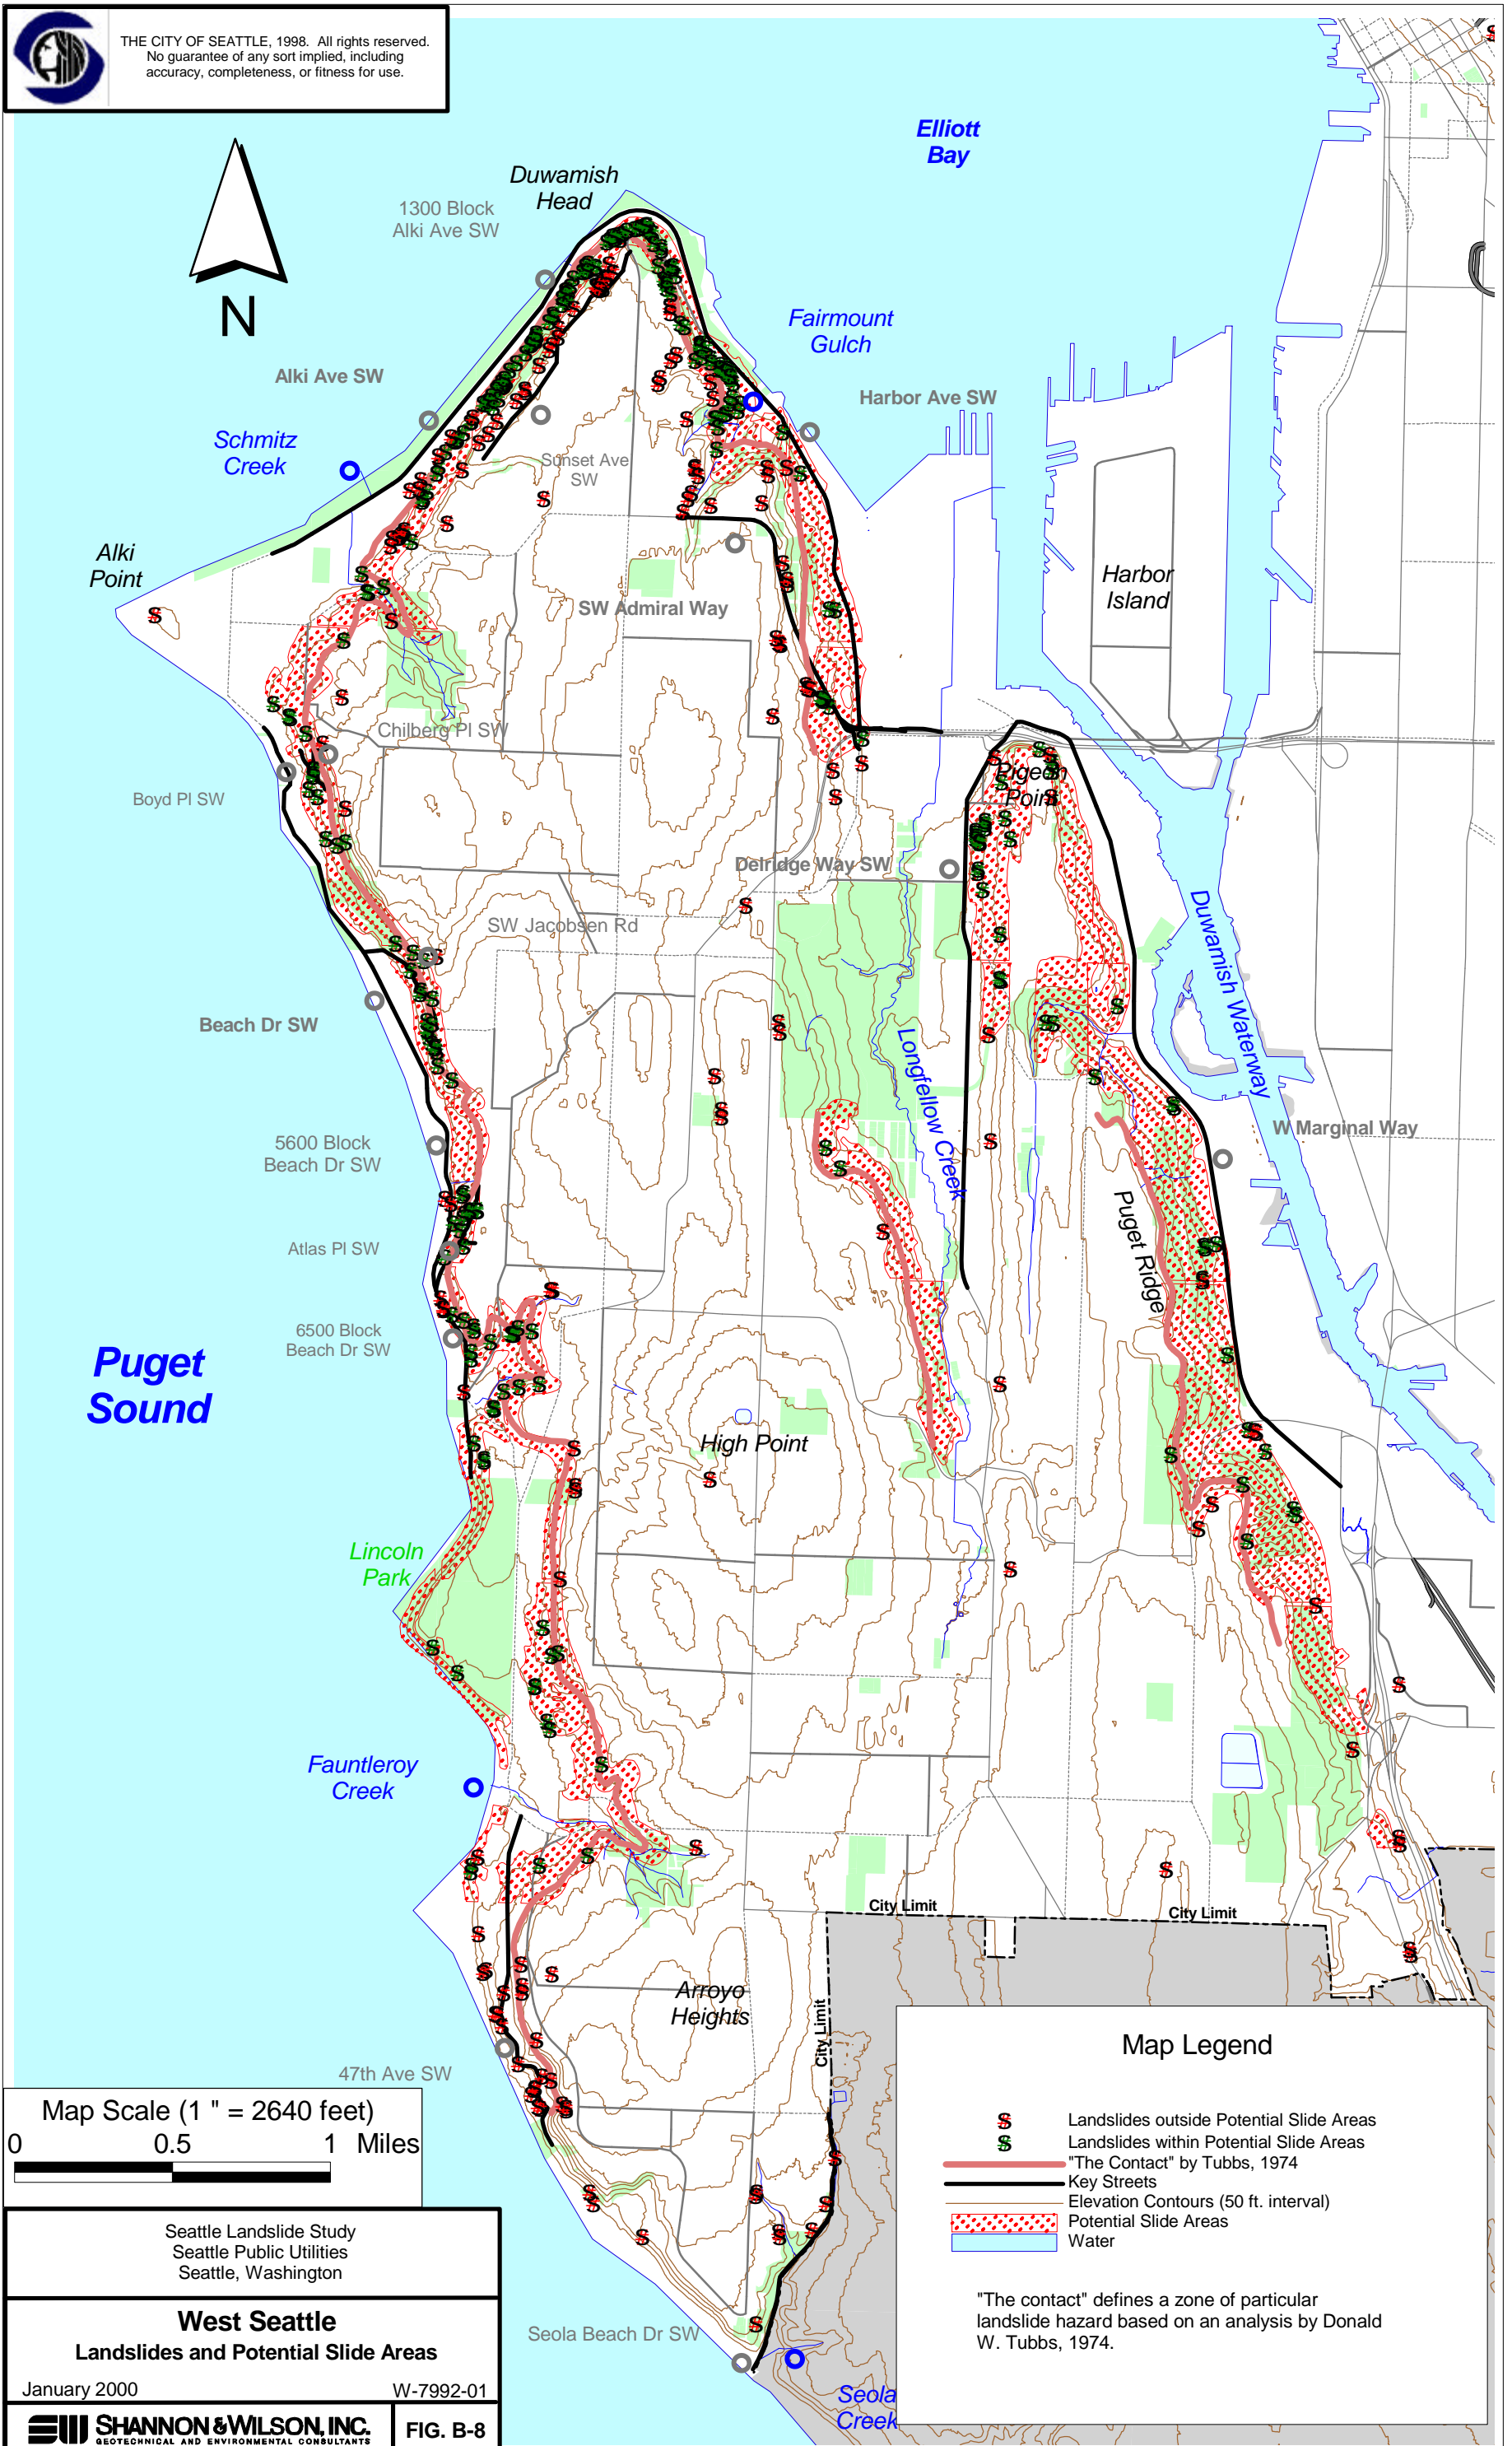 THE CITY OF SEATTLE, 1998. All rights reserved.
No guarantee of any sort implied, including
accuracy, completeness, or fitness for use.
N
Elliott
Bay
Duwamish
Head
1300 Block
Alki Ave SW
Fairmount
Gulch
Alki Ave SW
Harbor Ave SW
Schmitz
Creek
Sunset Ave
SW
Alki
Point
Harbor
Island
SW Admiral Way
Chilberg Pl SW
Pigeon
Point
Boyd Pl SW
Delridge Way SW
SW Jacobsen Rd
Duwamish Waterway
Beach Dr SW
Longfellow Creek
W Marginal Way
5600 Block
Beach Dr SW
Puget Ridge
Atlas Pl SW
6500 Block
Beach Dr SW
Puget
Sound
High Point
Lincoln
Park
Fauntleroy
Creek
City Limit
City Limit
Arroyo
Heights
City Limit
47th Ave SW
Seola Beach Dr SW
Seola
Creek
Map Scale (1 " = 2640 feet)
0 0.5 1 Miles
Seattle Landslide Study
Seattle Public Utilities
Seattle, Washington
West Seattle
Landslides and Potential Slide Areas
January 2000 W-7992-01
SHANNON & WILSON, INC.
GEOTECHNICAL AND ENVIRONMENTAL CONSULTANTS
FIG. B-8
Map Legend
Landslides outside Potential Slide Areas
Landslides within Potential Slide Areas
"The Contact" by Tubbs, 1974
Key Streets
Elevation Contours (50 ft. interval)
Potential Slide Areas
Water
"The contact" defines a zone of particular
landslide hazard based on an analysis by Donald
W. Tubbs, 1974.